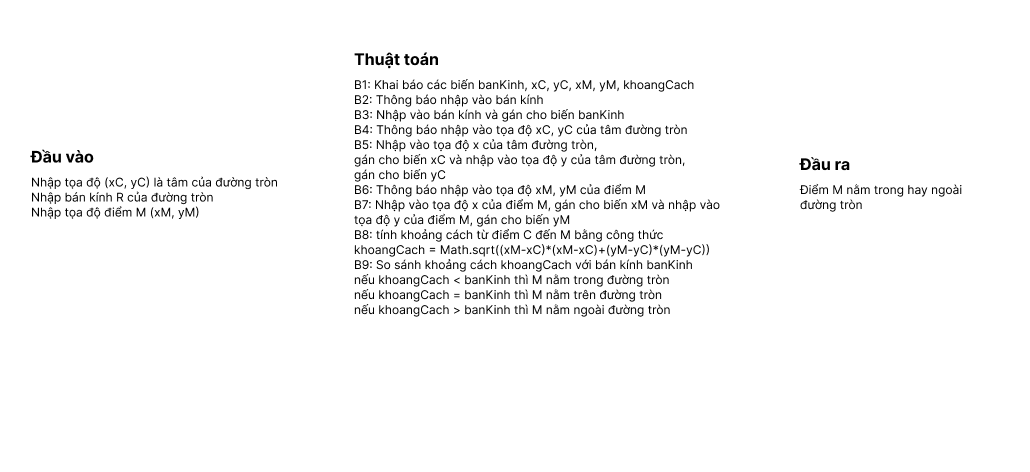 Đầu vào
Nhập tọa độ (xC, yC) là tâm của đường tròn
Nhập bán kính R của đường tròn
Nhập tọa độ điểm M (xM, yM)
Thuật toán
B1: Khai báo các biến banKinh, xC, yC, xM, yM, khoangCach
B2: Thông báo nhập vào bán kính
B3: Nhập vào bán kính và gán cho biến banKinh
B4: Thông báo nhập vào tọa độ xC, yC của tâm đường tròn
B5: Nhập vào tọa độ x của tâm đường tròn,
gán cho biến xC và nhập vào tọa độ y của tâm đường tròn,
gán cho biến yC
B6: Thông báo nhập vào tọa độ xM, yM của điểm M
B7: Nhập vào tọa độ x của điểm M, gán cho biến xM và nhập vào
tọa độ y của điểm M, gán cho biến yM
B8: tính khoảng cách từ điểm C đến M bằng công thức
khoangCach = Math.sqrt((xM-xC)*(xM-xC)+(yM-yC)*(yM-yC))
B9: So sánh khoảng cách khoangCach với bán kính banKinh
nếu khoangCach < banKinh thì M nằm trong đường tròn
nếu khoangCach = banKinh thì M nằm trên đường tròn
nếu khoangCach > banKinh thì M nằm ngoài đường tròn
Đầu ra
Điểm M nằm trong hay ngoài
đường tròn